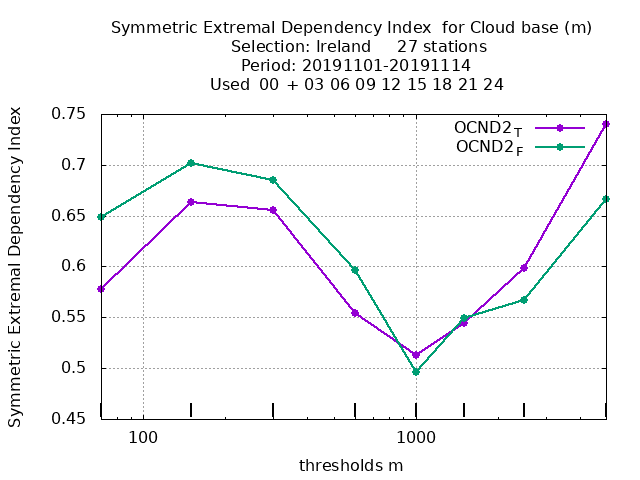 Symmetric Extremal Dependency Index  for Cloud base (m)
Selection: Ireland     27 stations
Period: 20191101-20191114
Used  00 + 03 06 09 12 15 18 21 24
Symmetric Extremal Dependency Index
0.75
0.7
0.65
0.6
0.55
0.5
0.45
OCND2T
OCND2F
100
1000
thresholds m